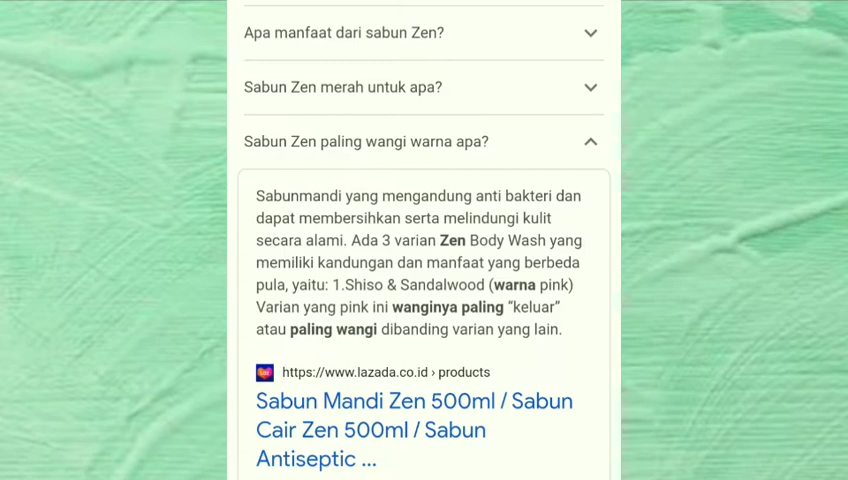 Apa manfaat dari sabun Zen?
Sabun Zen merah untuk apa?
Sabun Zen paling wangi warna apa?
Sabunmandi yang mengandung anti bakteri dan
dapat membersihkan serta melindungi kulit
secara alami. Ada 3 varian Zen Body Wash yang
memiliki kandungan dan manfaat yang berbeda
pula, yaitu: 1.Shiso & Sandalwood (warna pink)
Varian yang pink ini wanginya paling “keluar”
atau paling wangi dibanding varian yang lain.
https://www.lazada.co.id › products
Sabun Mandi Zen 500ml / Sabun
Cair Zen 500ml / Sabun
Antiseptic ...